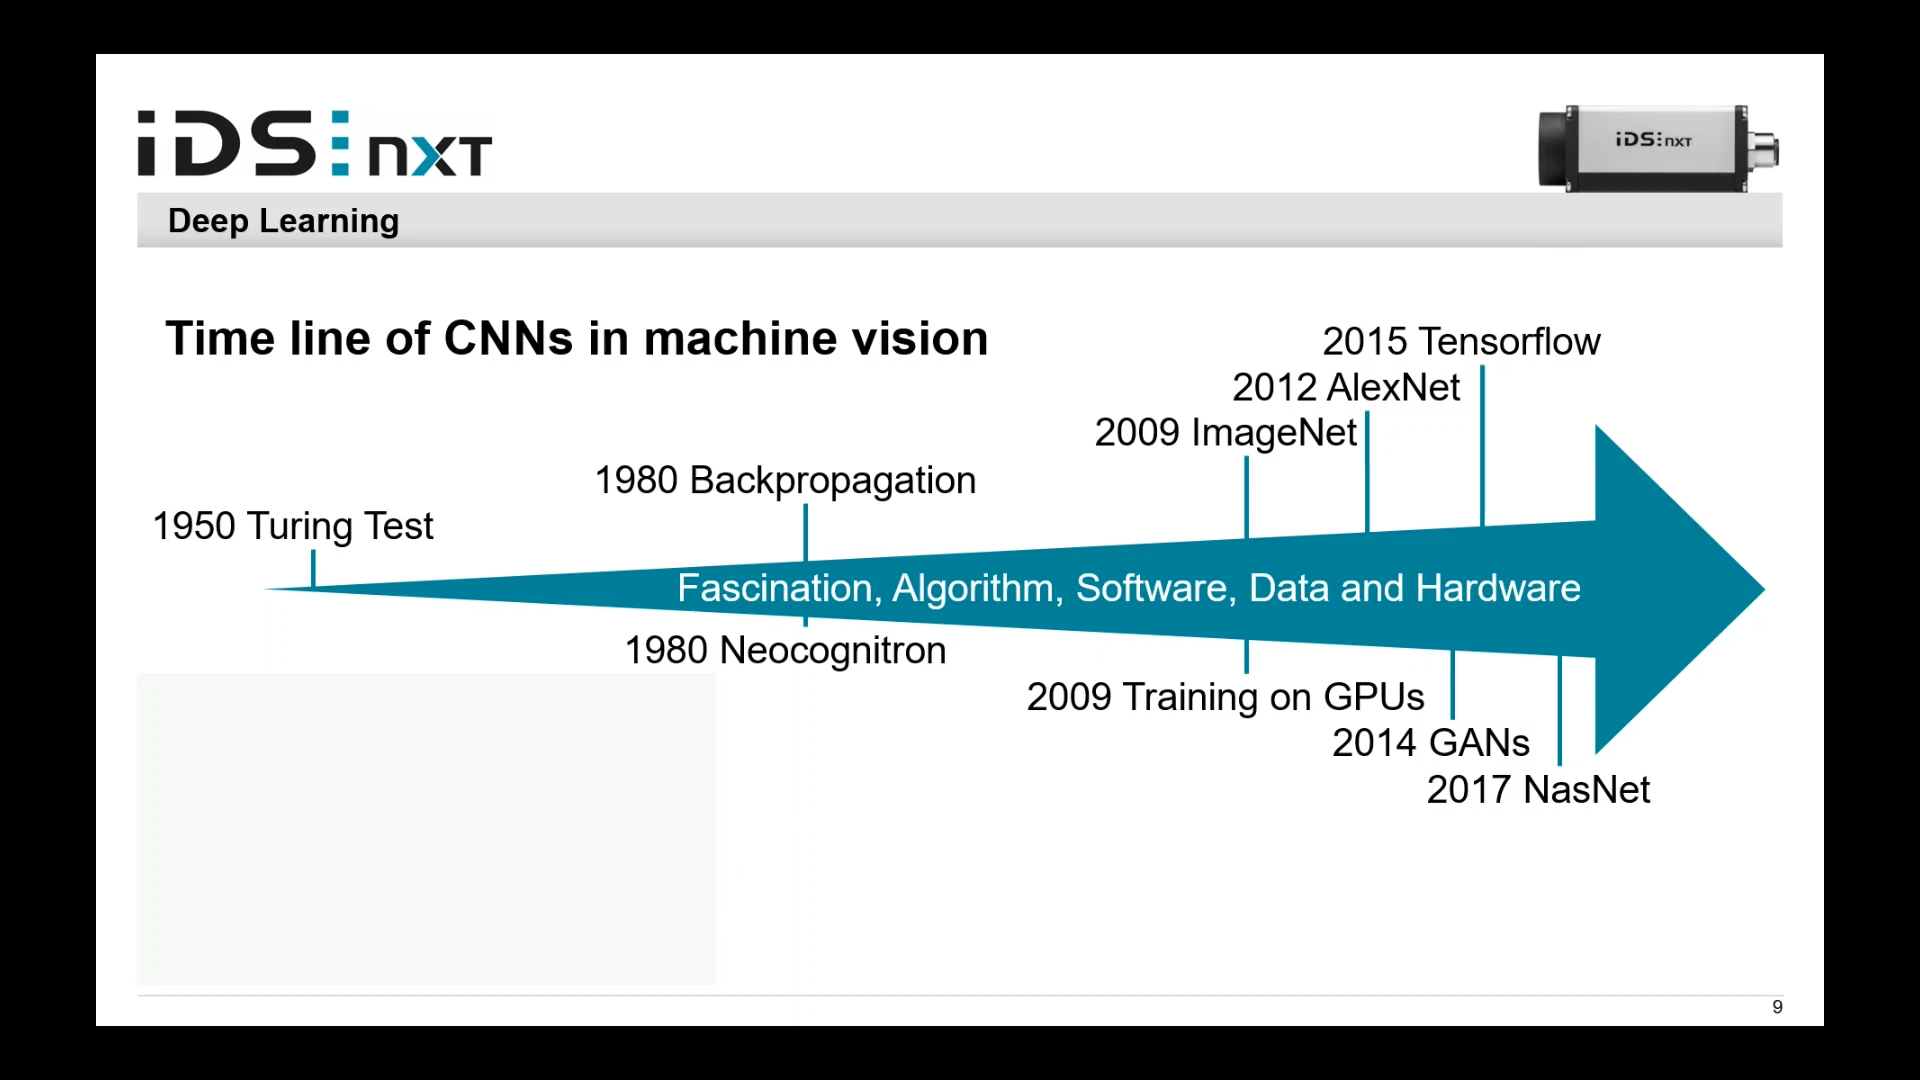 iDS nxt
iDS nxt
Deep Learning
Time line of CNNs in machine vision
2015 Tensorflow
2012 AlexNet
2009 ImageNet
1980 Backpropagation
1950 Turing Test
Fascination, Algorithm, Software, Data and Hardware
1980 Neocognitron
2009 Training on GPUs
2014 GANs
2017 NasNet
9